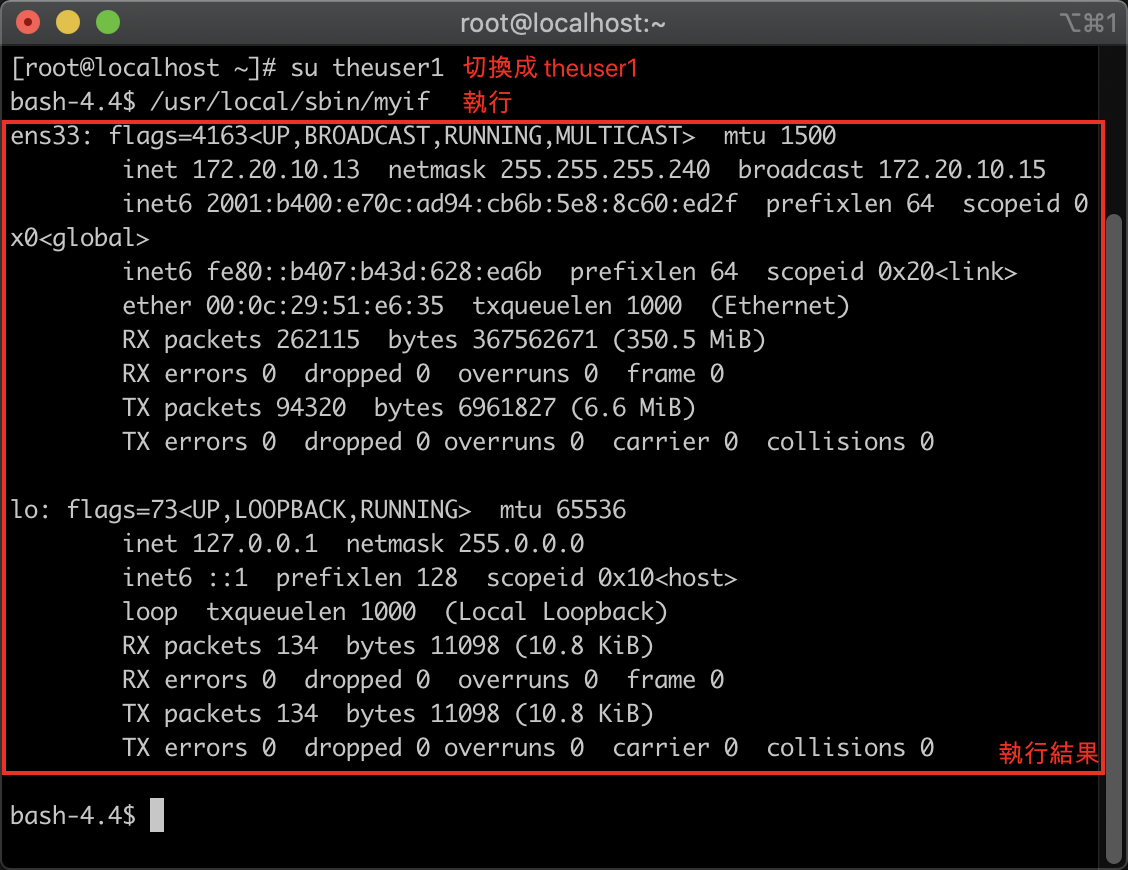 root@localhost:~ ⌥⌘1
[root@localhost ~]# su theuser1 切換成 theuser1
bash-4.4$ /usr/local/sbin/myif 執行
ens33: flags=4163<UP,BROADCAST,RUNNING,MULTICAST>  mtu 1500
        inet 172.20.10.13  netmask 255.255.255.240  broadcast 172.20.10.15
        inet6 2001:b400:e70c:ad94:cb6b:5e8:8c60:ed2f  prefixlen 64  scopeid 0
x0<global>
        inet6 fe80::b407:b43d:628:ea6b  prefixlen 64  scopeid 0x20<link>
        ether 00:0c:29:51:e6:35  txqueuelen 1000  (Ethernet)
        RX packets 262115  bytes 367562671 (350.5 MiB)
        RX errors 0  dropped 0  overruns 0  frame 0
        TX packets 94320  bytes 6961827 (6.6 MiB)
        TX errors 0  dropped 0 overruns 0  carrier 0  collisions 0
lo: flags=73<UP,LOOPBACK,RUNNING>  mtu 65536
        inet 127.0.0.1  netmask 255.0.0.0
        inet6 ::1  prefixlen 128  scopeid 0x10<host>
        loop  txqueuelen 1000  (Local Loopback)
        RX packets 134  bytes 11098 (10.8 KiB)
        RX errors 0  dropped 0  overruns 0  frame 0
        TX packets 134  bytes 11098 (10.8 KiB)
        TX errors 0  dropped 0 overruns 0  carrier 0  collisions 0 執行結果
bash-4.4$